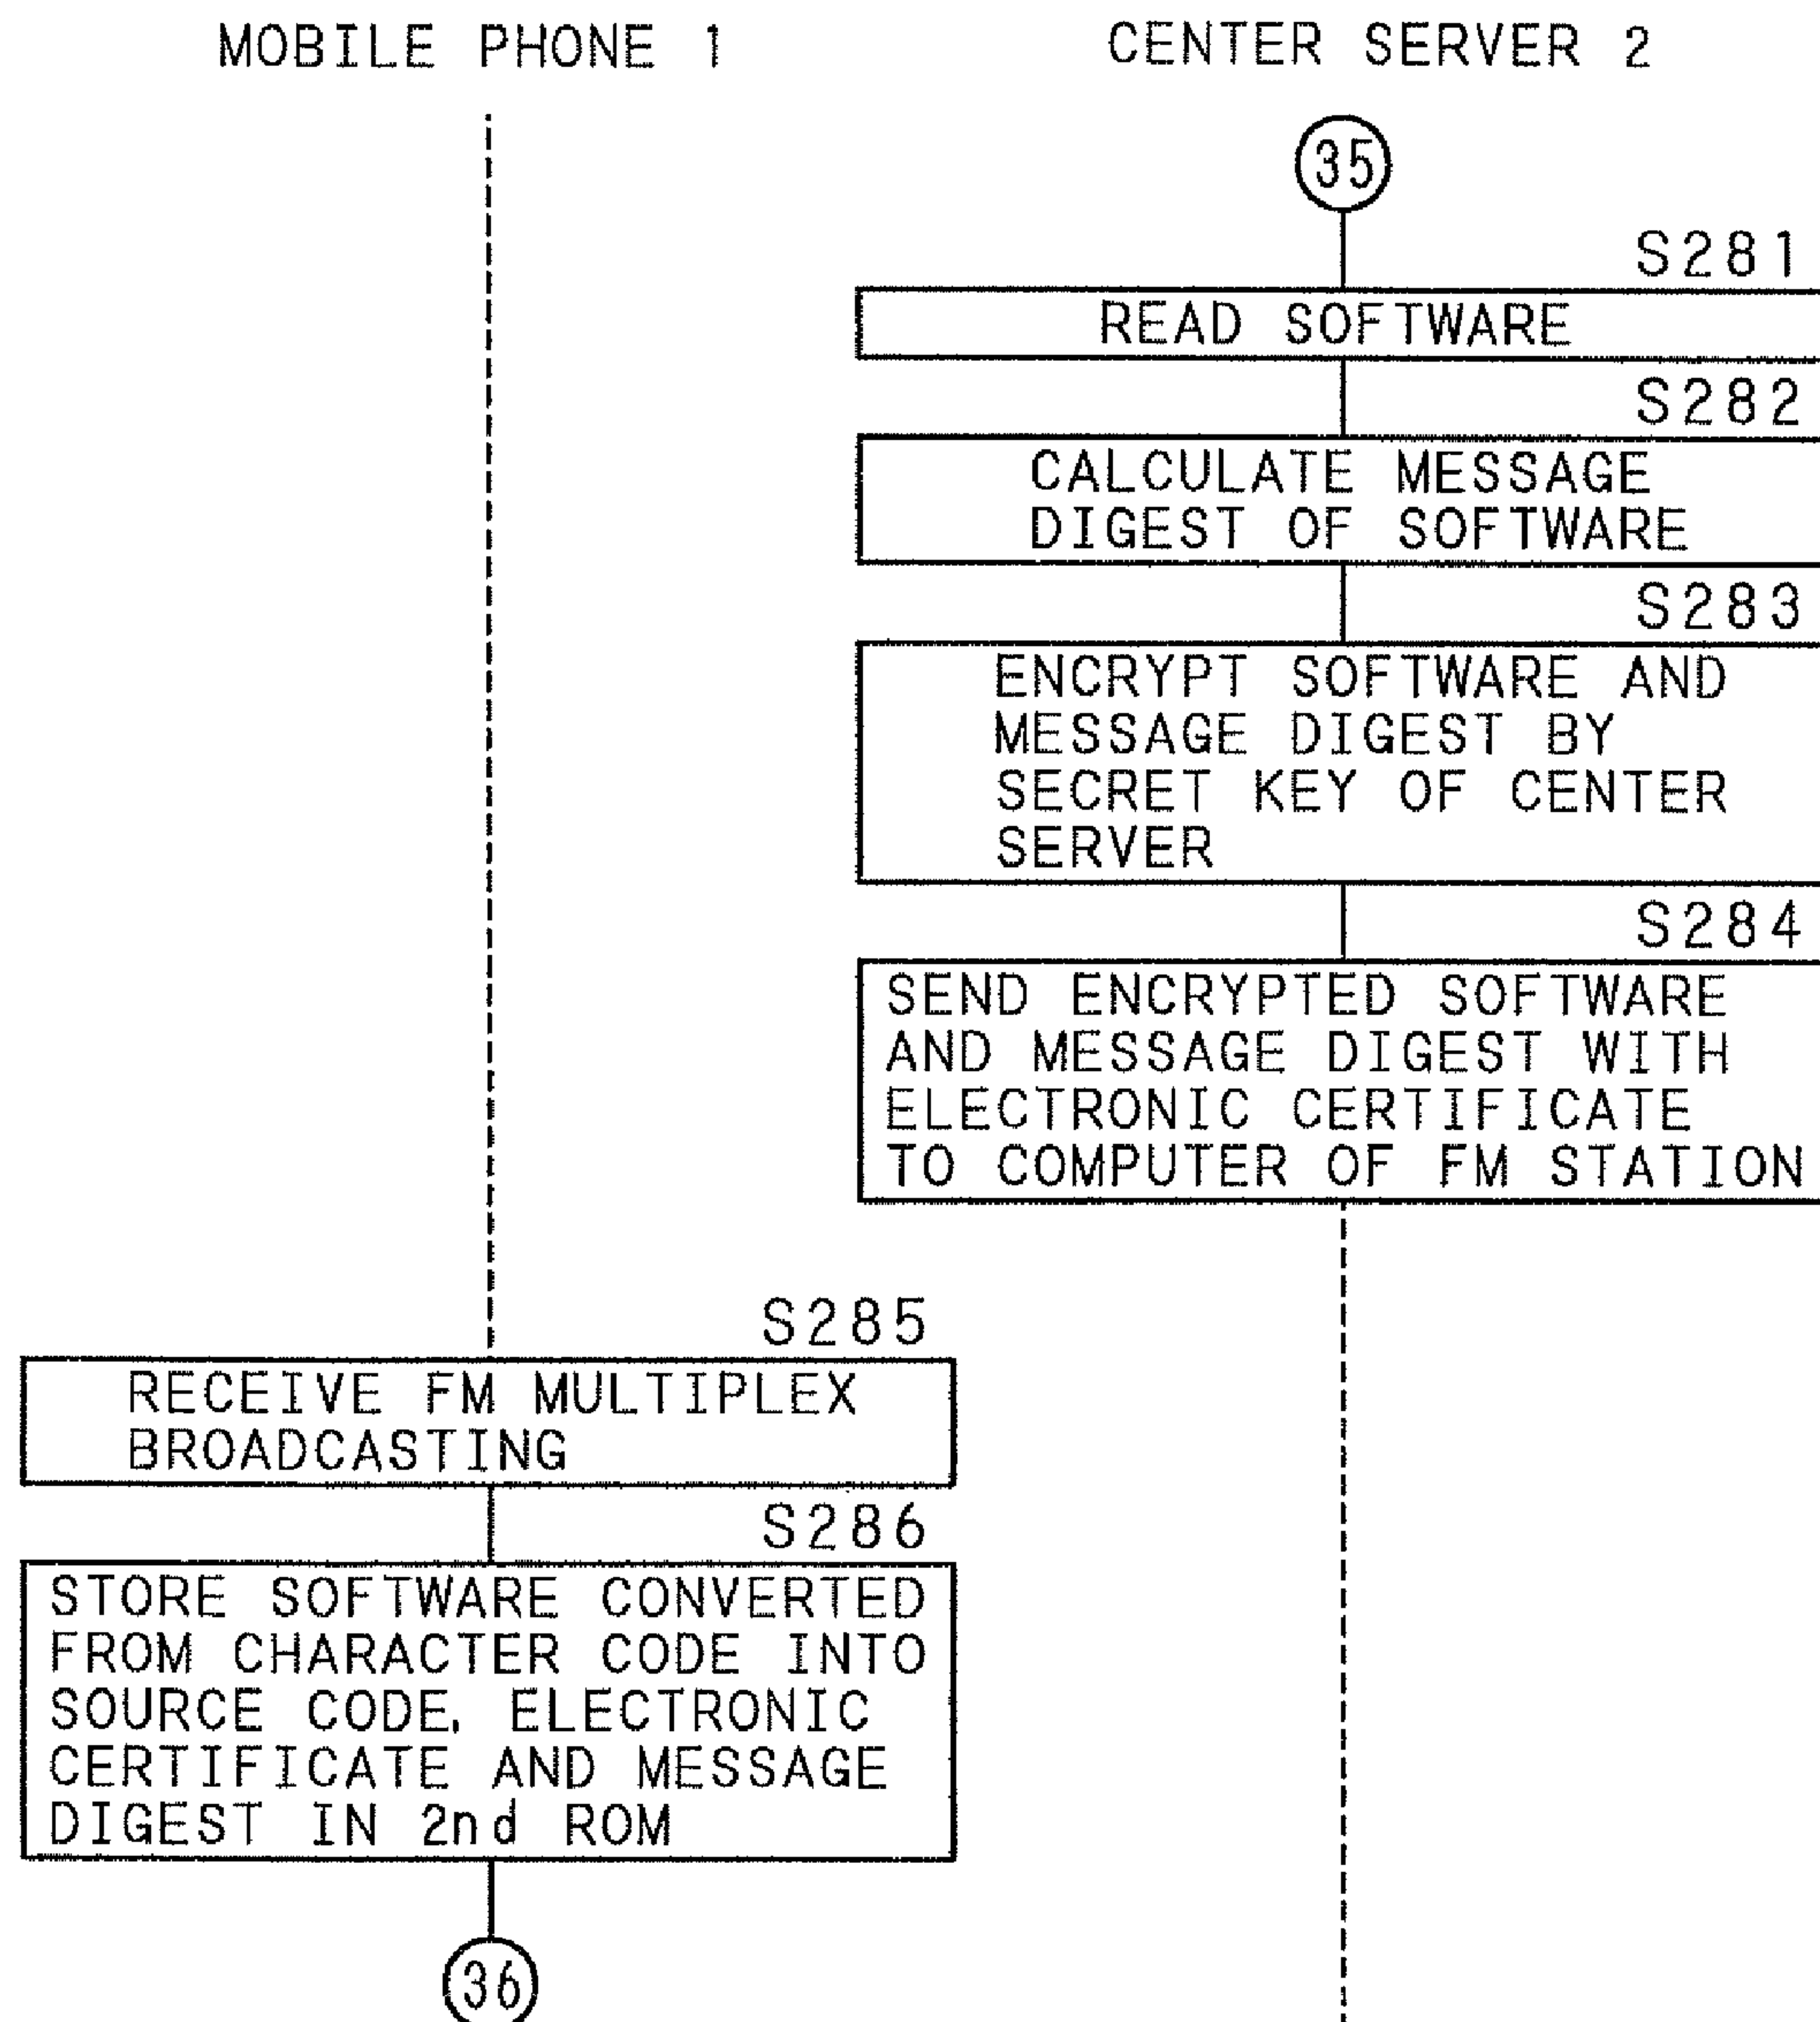 MOBILE PHONE 1
CENTER SERVER 2
35
S281
READ SOFTWARE
S282
CALCULATE MESSAGE
DIGEST OF SOFTWARE
S283
ENCRYPT SOFTWARE AND
MESSAGE DIGEST BY
SECRET KEY OF CENTER
SERVER
S284
SEND ENCRYPTED SOFTWARE
AND MESSAGE DIGEST WITH
ELECTRONIC CERTIFICATE
TO COMPUTER OF FM STATION
S285
RECEIVE FM MULTIPLEX
BROADCASTING
S286
STORE SOFTWARE CONVERTED
FROM CHARACTER CODE INTO
SOURCE CODE, ELECTRONIC
CERTIFICATE AND MESSAGE
DIGEST IN 2nd ROM
36